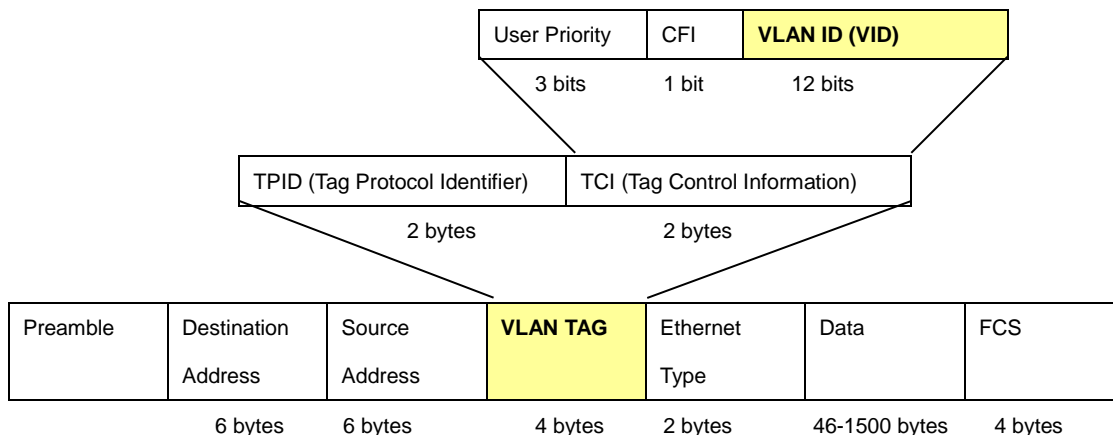 User Priority CFI VLAN ID (VID)
3 bits 1 bit 12 bits
TPID (Tag Protocol Identifier) TCI (Tag Control Information)
2 bytes 2 bytes
Preamble Destination Address Source Address VLAN TAG Ethernet Type Data FCS
6 bytes 6 bytes 4 bytes 2 bytes 46-1500 bytes 4 bytes